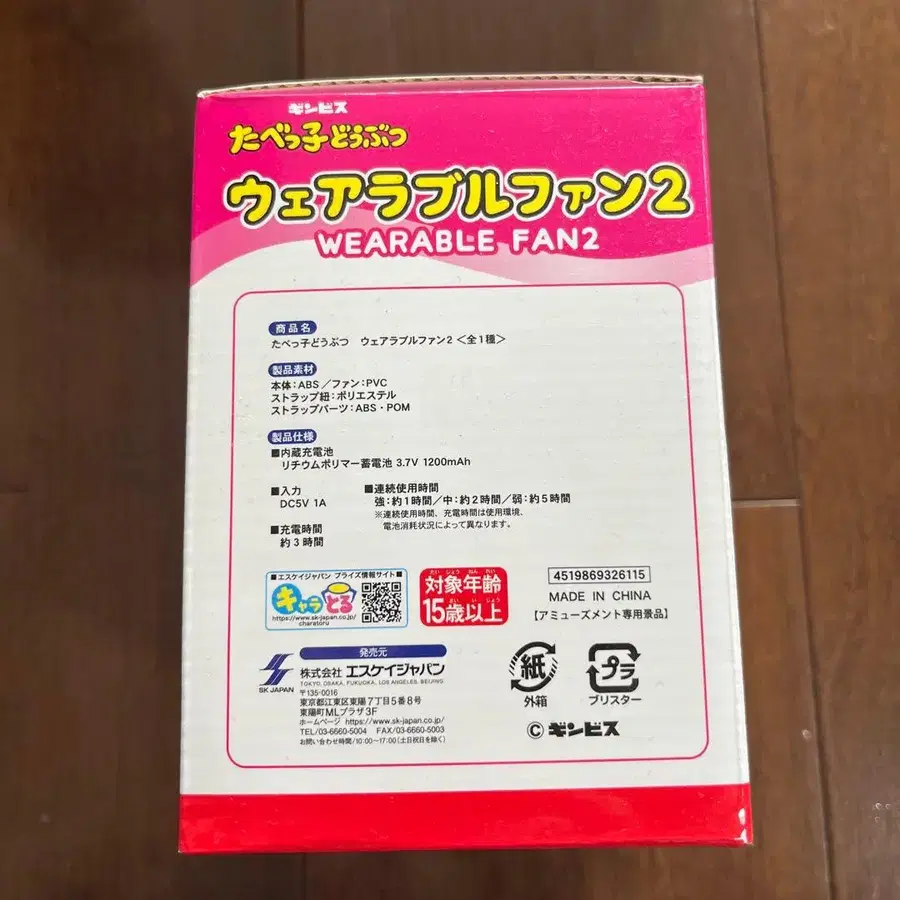 ギンビス
たべっ子どうぶつ
ウェアラブルファン2
WEARABLE FAN2
商品名
たべっ子どうぶつ ウェアラブルファン2 <全1種>
製品素材
本体:ABS/ファン:PVC
ストラップ紐:ポリエステル
ストラップパーツ:ABS・POM
製品仕様
■内蔵充電池
リチウムポリマー蓄電池 3.7V 1200mAh
■入力
DC5V 1A
■連続使用時間
強:約1時間/中:約2時間/弱:約5時間
※連続使用時間、充電時間は使用環境、
電池消耗状況によって異なります。
■充電時間
約3時間
■エスケイジャパン プライズ情報サイト■
キャラとる
https://www.sk-japan.co.jp/
charatoru
たいしょうねんれい
対象年齢
さいいじょう
15歳以上
4519869326115
MADE IN CHINA
【アミューズメント専用景品】
発売元
SK JAPAN
株式会社 エスケイジャパン
TOKYO, OSAKA, FUKUOKA, LOS ANGELES, BEIJING
〒135-0016
東京都江東区東陽7丁目5番8号
東陽町MLプラザ3F
ホームページ https://www.sk-japan.co.jp/
TEL/03-6660-5004 FAX/03-6660-5003
お問い合わせ時間/10:00~17:00(土日祝日を除く)
紙
外箱
プラ
ブリスター
© ギンビス